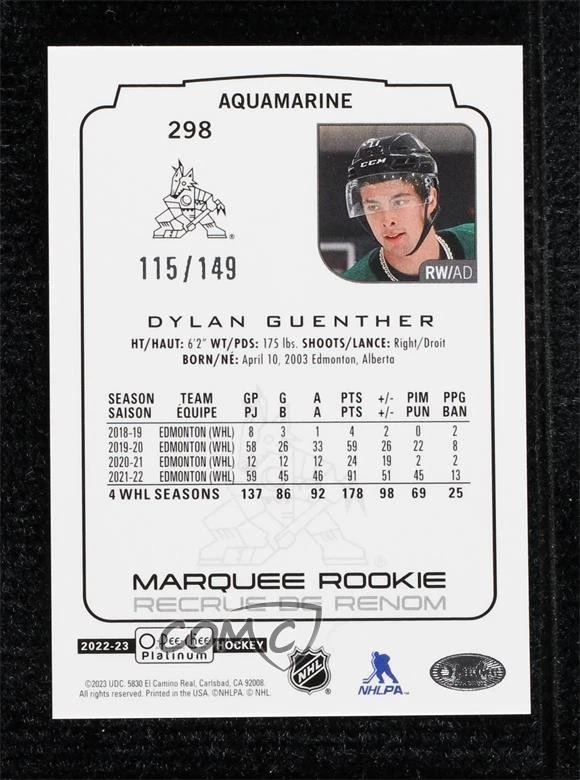 AQUAMARINE
298
115/149
11
CCM
RW/AD
DYLAN GUENTHER
HT/HAUT: 6'2" WT/PDS: 175 lbs. SHOOTS/LANCE: Right/Droit
BORN/NÉ: April 10, 2003 Edmonton, Alberta
SEASON TEAM GP G A PTS +/- PIM PPG
SAISON ÉQUIPE PJ B A PTS +/- PUN BAN
2018-19 EDMONTON (WHL) 8 3 1 4 2 0 2
2019-20 EDMONTON (WHL) 58 26 33 59 26 22 8
2020-21 EDMONTON (WHL) 12 12 12 24 19 2 2
2021-22 EDMONTON (WHL) 59 45 46 91 51 45 13
4 WHL SEASONS 137 86 92 178 98 69 25
MARQUEE ROOKIE
RECRUE DE RENOM
COMC
2022-23 O-Pee-Chee HOCKEY
Platinum
NHL
NHLPA
©2023 UDC. 5830 El Camino Real, Carlsbad, CA 92008.
All rights reserved. Printed in the USA. ©NHLPA. © NHL.